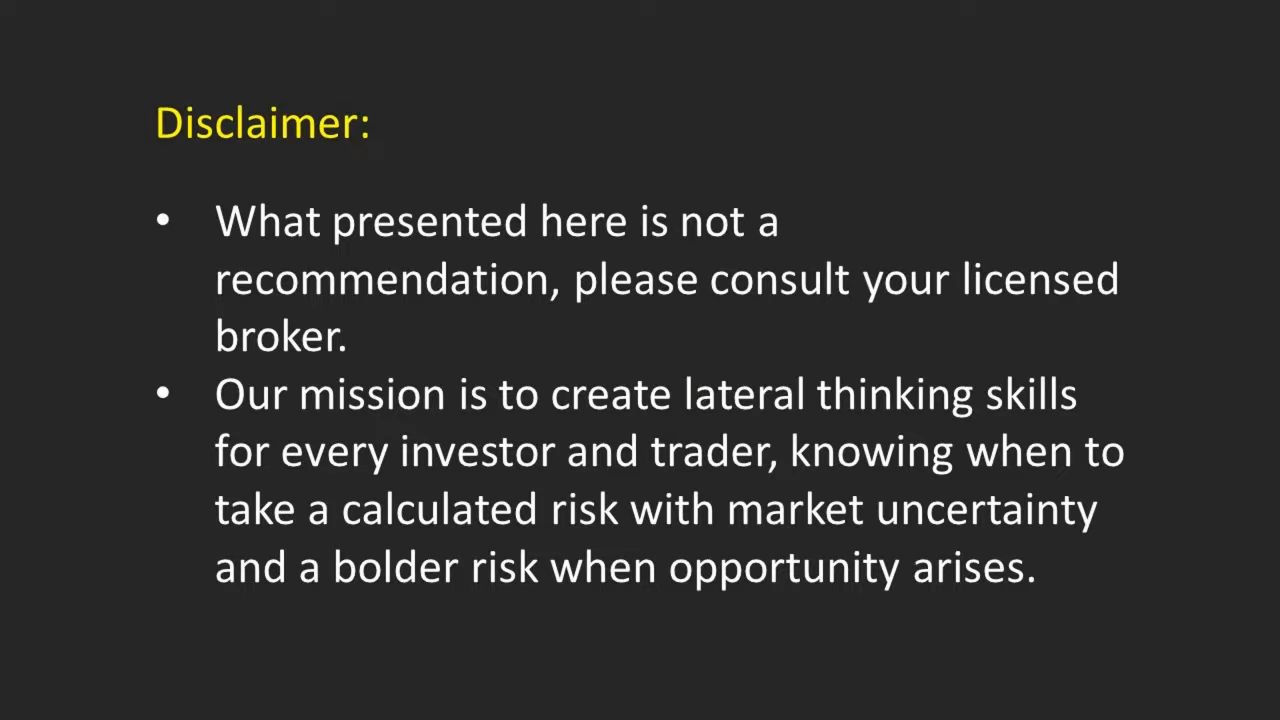 Disclaimer:
• What presented here is not a
recommendation, please consult your licensed
broker.
• Our mission is to create lateral thinking skills
for every investor and trader, knowing when to
take a calculated risk with market uncertainty
and a bolder risk when opportunity arises.